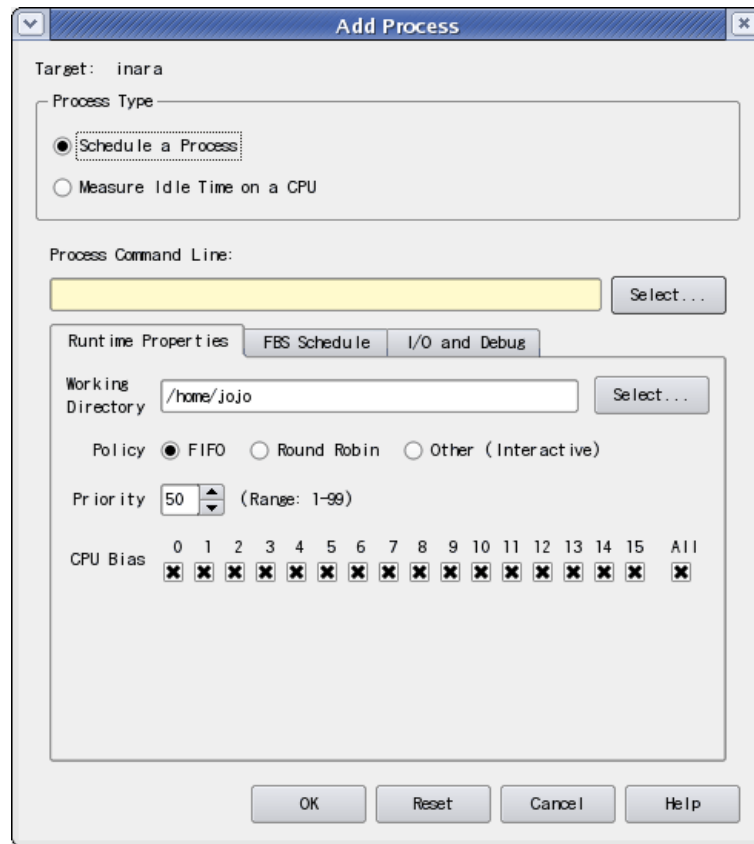 Add Process
Target: inara
Process Type
Schedule a Process
Measure Idle Time on a CPU
Process Command Line:
Select...
Runtime Properties FBS Schedule I/O and Debug
Working Directory /home/jojo Select...
Policy FIFO Round Robin Other (Interactive)
Priority 50 (Range: 1-99)
0 1 2 3 4 5 6 7 8 9 10 11 12 13 14 15 All
CPU Bias
OK Reset Cancel Help